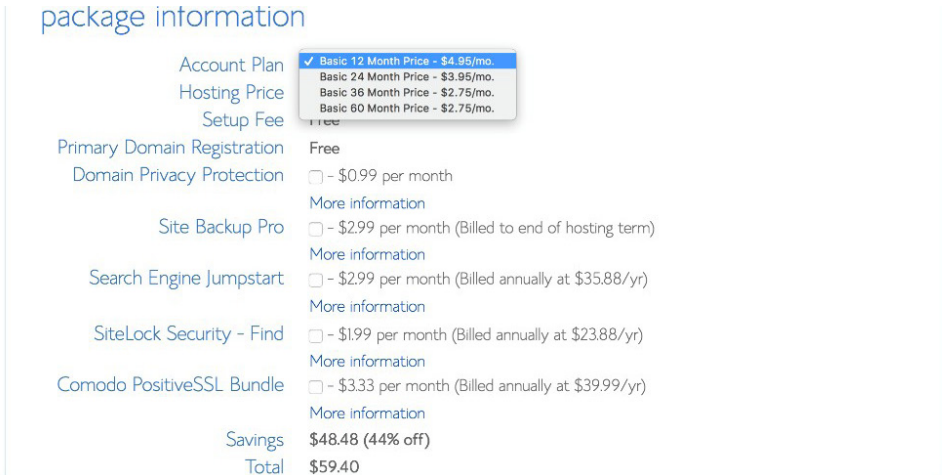 package information
Account Plan ✓ Basic 12 Month Price - $4.95/mo.
Basic 24 Month Price - $3.95/mo.
Hosting Price Basic 36 Month Price - $2.75/mo.
Basic 60 Month Price - $2.75/mo.
Setup Fee Free
Primary Domain Registration Free
Domain Privacy Protection - $0.99 per month
More information
Site Backup Pro - $2.99 per month (Billed to end of hosting term)
More information
Search Engine Jumpstart - $2.99 per month (Billed annually at $35.88/yr)
More information
SiteLock Security - Find - $1.99 per month (Billed annually at $23.88/yr)
More information
Comodo PositiveSSL Bundle - $3.33 per month (Billed annually at $39.99/yr)
More information
Savings $48.48 (44% off)
Total $59.40